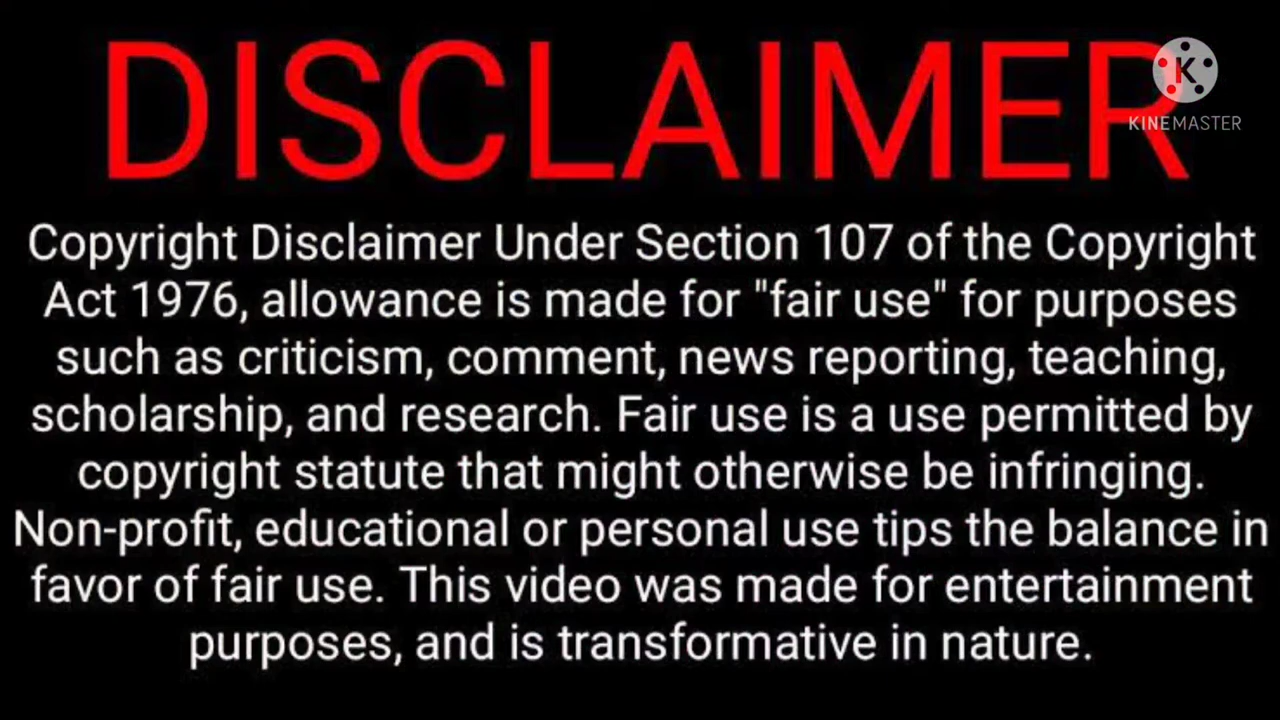 DISCLAIMER
K
KINEMASTER
Copyright Disclaimer Under Section 107 of the Copyright
Act 1976, allowance is made for "fair use" for purposes
such as criticism, comment, news reporting, teaching,
scholarship, and research. Fair use is a use permitted by
copyright statute that might otherwise be infringing.
Non-profit, educational or personal use tips the balance in
favor of fair use. This video was made for entertainment
purposes, and is transformative in nature.